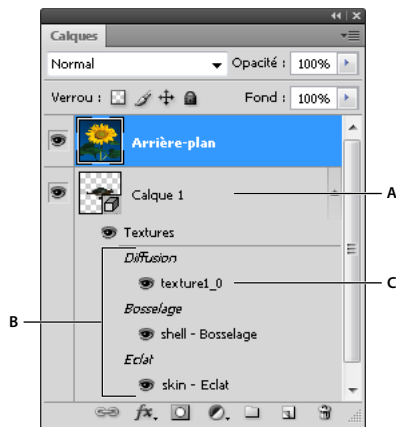 Calques
Normal Opacité : 100%
Verrou : Fond : 100%
Arrière-plan
Calque 1
A
Textures
Diffusion
texture1_0
C
Bosselage
B
shell - Bosselage
Eclat
skin - Eclat
fx.